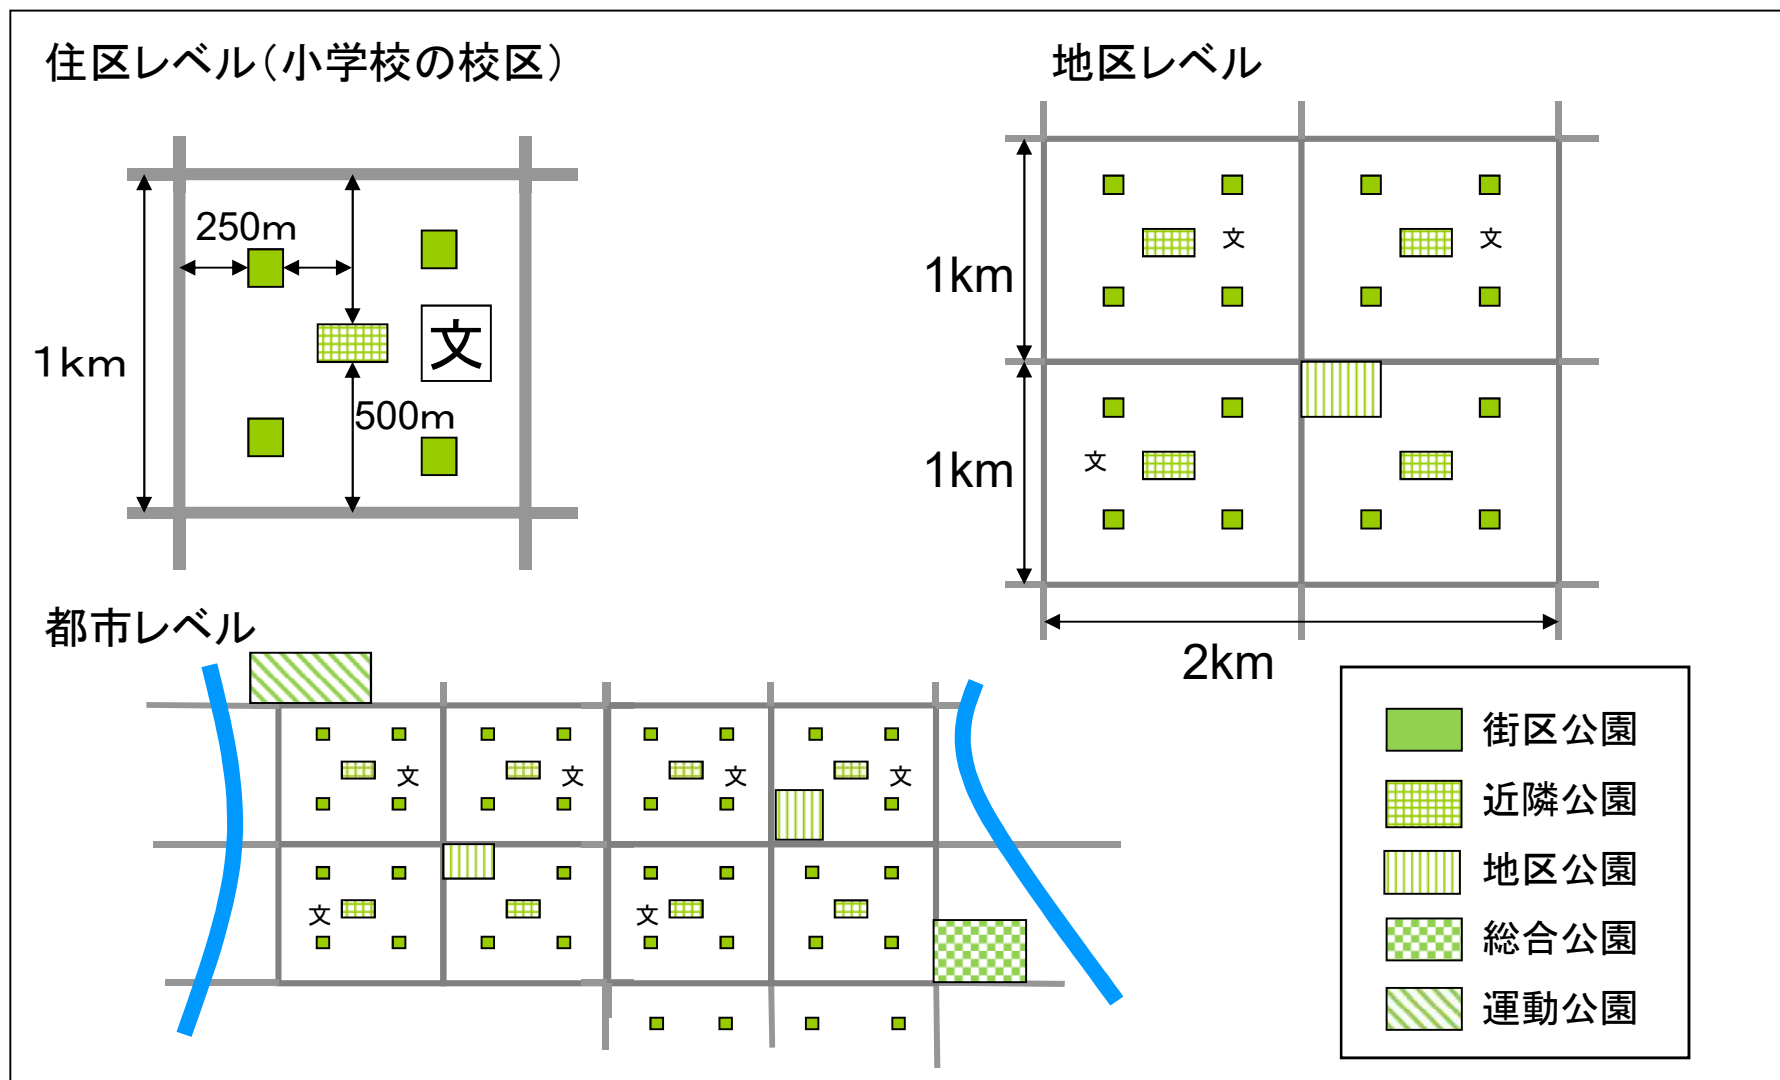 住区レベル(小学校の校区)
250m
1km
文
500m
地区レベル
文
文
1km
1km
文
2km
都市レベル
文
文
文
文
文
文
街区公園
近隣公園
地区公園
総合公園
運動公園